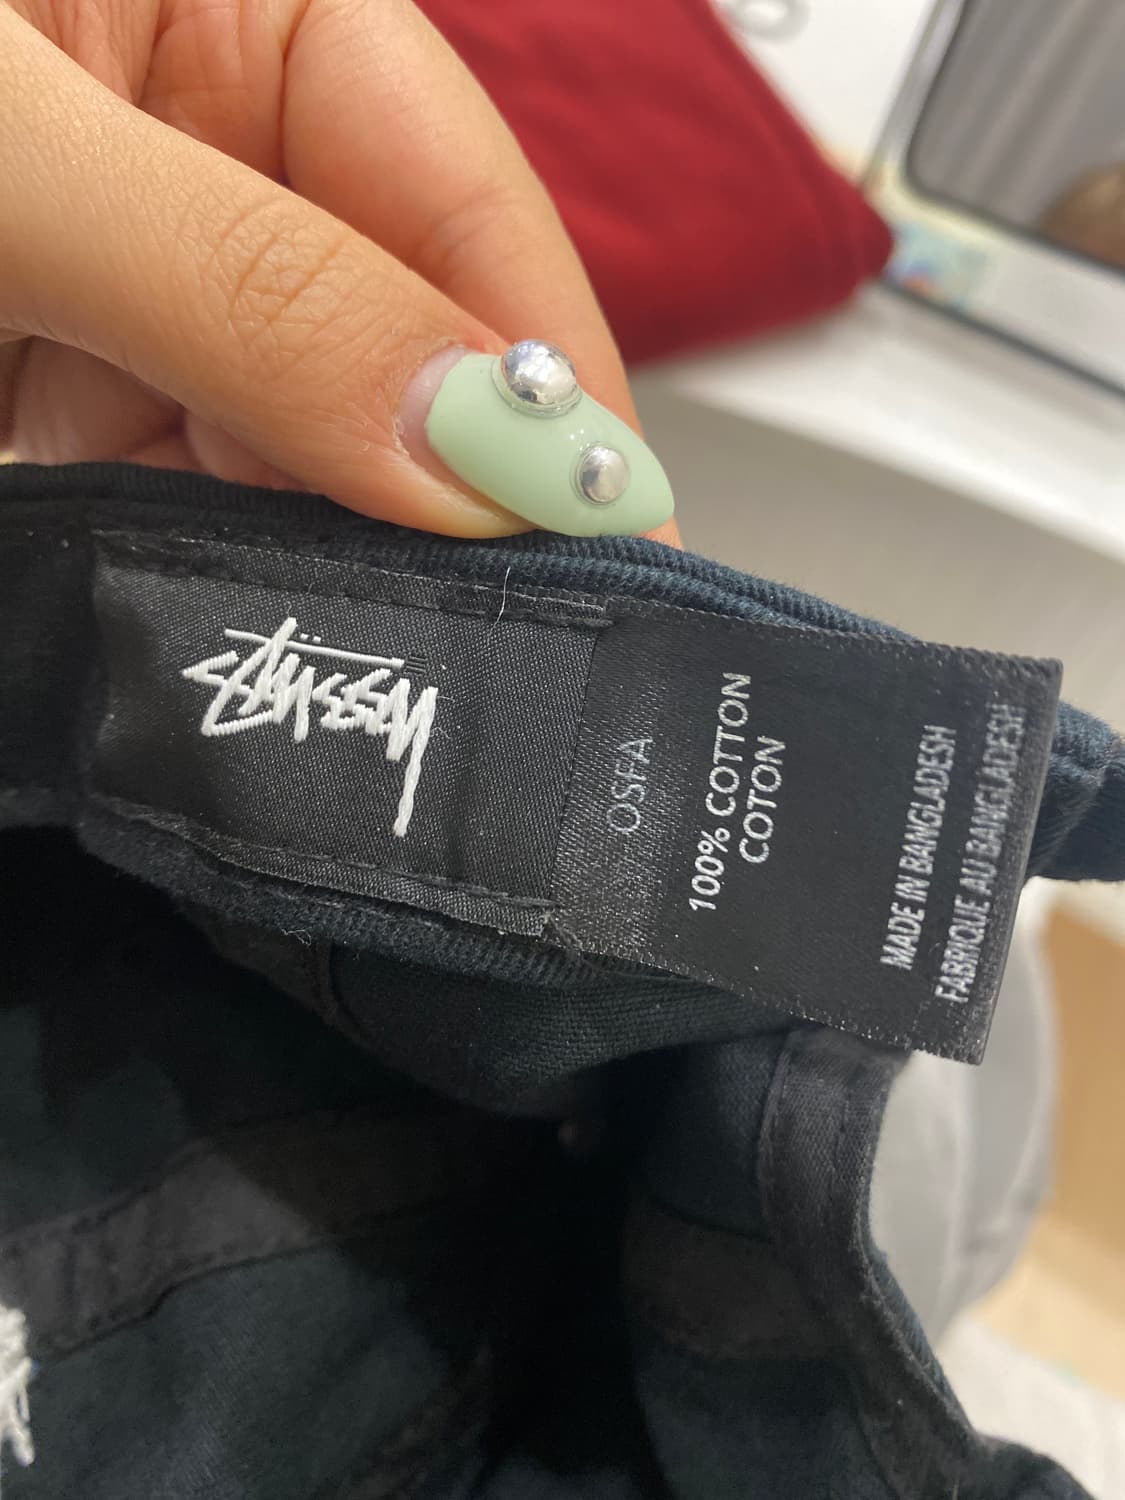 STÜSSY
OSFA
100% COTTON
COTON
MADE IN BANGLADESH
FABRIQUE AU BANGLADESH